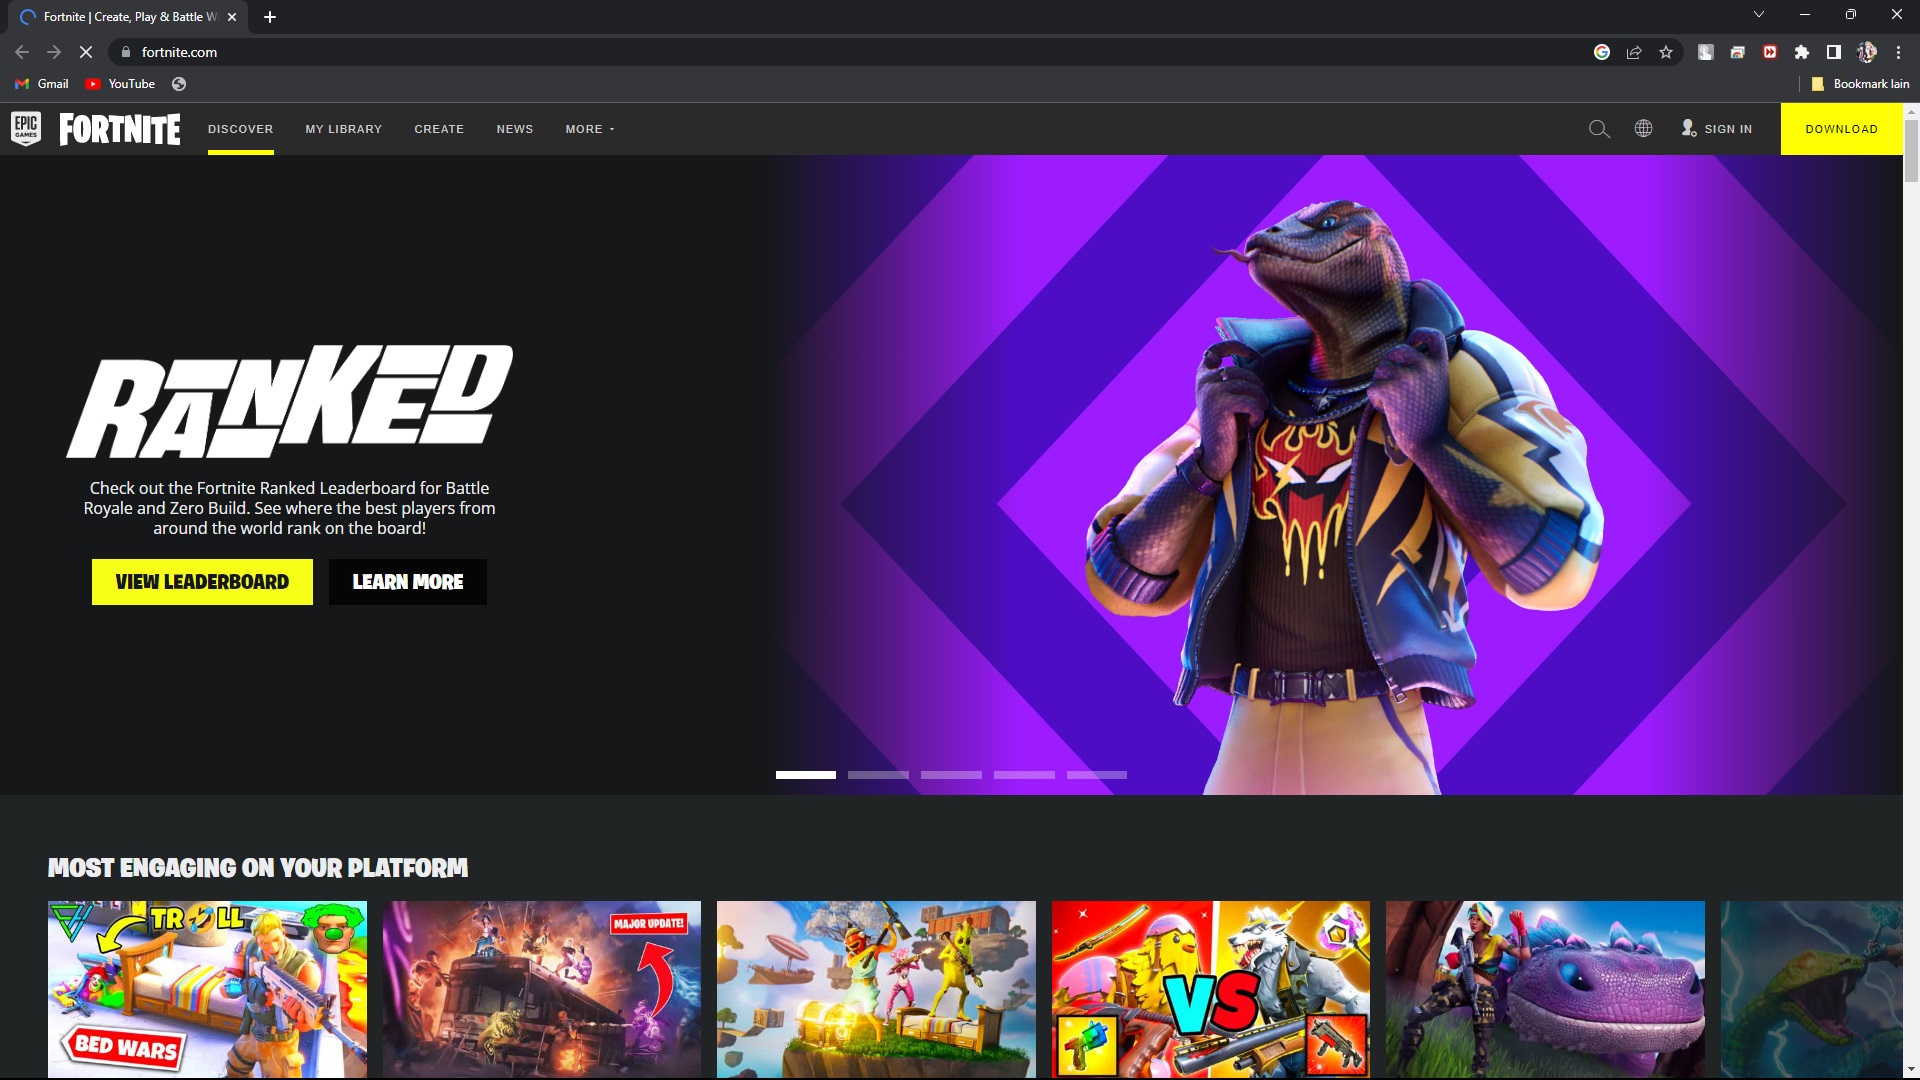 Fortnite | Create, Play & Battle W
fortnite.com
Gmail
YouTube
Bookmark lain
EPIC
GAMES
FORTNITE
DISCOVER
MY LIBRARY
CREATE
NEWS
MORE
SIGN IN
DOWNLOAD
RANKED
Check out the Fortnite Ranked Leaderboard for Battle
Royale and Zero Build. See where the best players from
around the world rank on the board!
VIEW LEADERBOARD
LEARN MORE
MOST ENGAGING ON YOUR PLATFORM
TROLL
BED WARS
MAJOR UPDATE!
VS